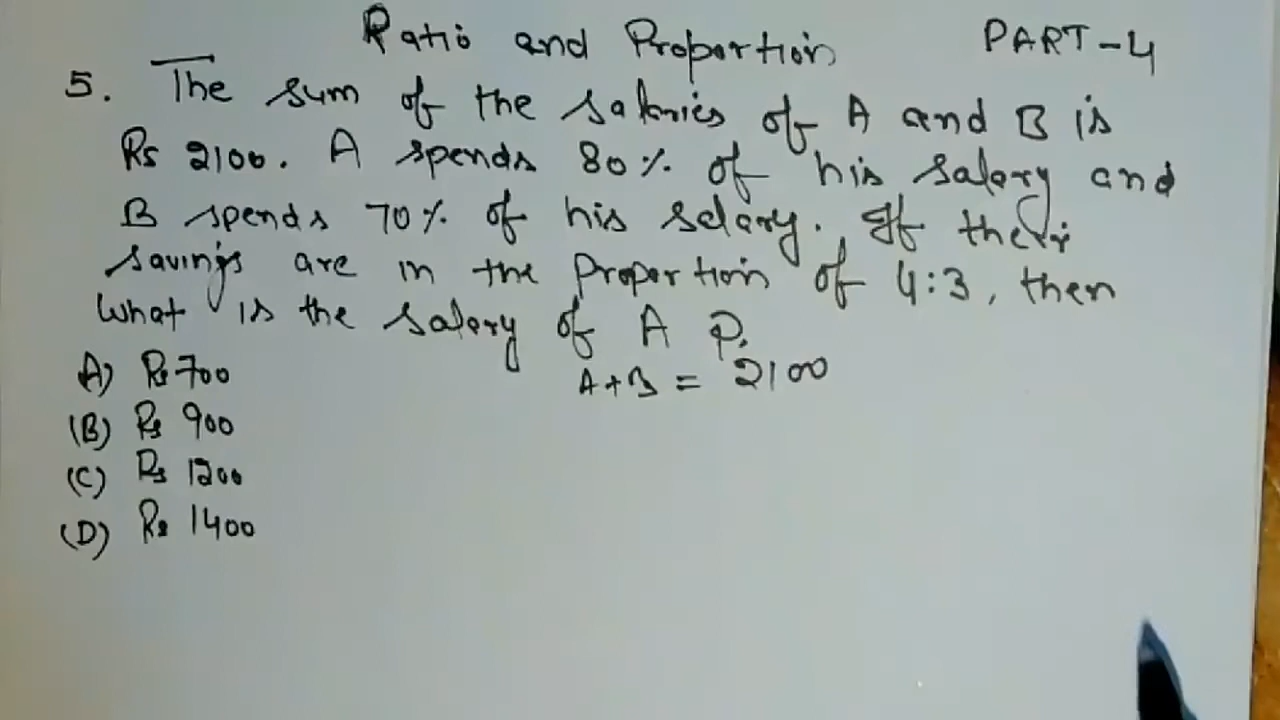 Ratio and Proportion PART-4
5. The sum of the salaries of A and B is
Rs 2100. A spends 80% of his salary and
B spends 70% of his salary. If their
savings are in the proportion of 4:3, then
what is the salary of A ?
A+B = 2100
A) Rs 700
(B) Rs 900
(C) Rs 1200
(D) Rs 1400